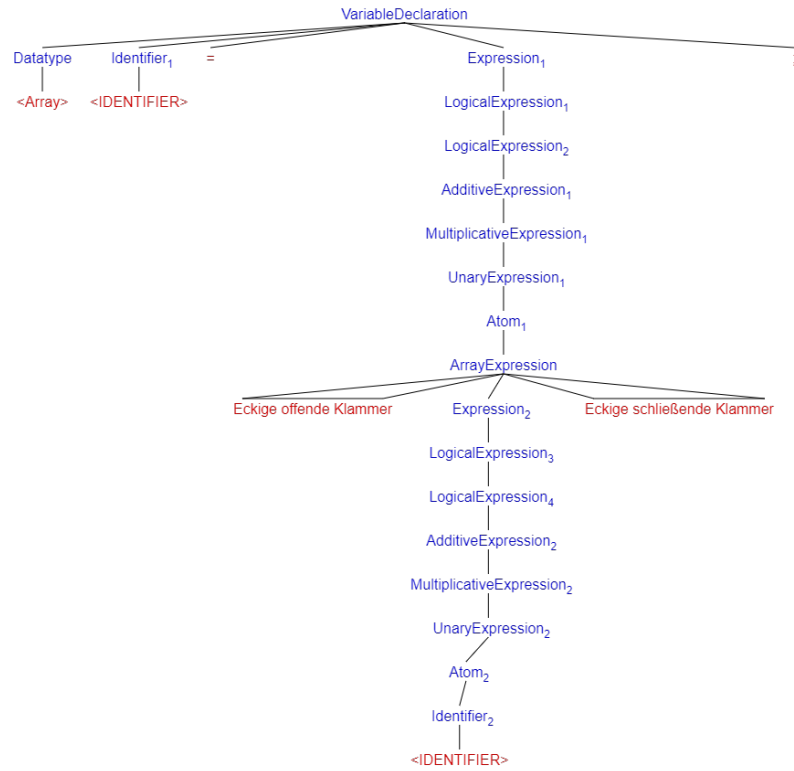 VariableDeclaration
Datatype Identifier₁ = Expression₁ ;
<Array> <IDENTIFIER> LogicalExpression₁
LogicalExpression₂
AdditiveExpression₁
MultiplicativeExpression₁
UnaryExpression₁
Atom₁
ArrayExpression
Eckige offende Klammer Expression₂ Eckige schließende Klammer
LogicalExpression₃
LogicalExpression₄
AdditiveExpression₂
MultiplicativeExpression₂
UnaryExpression₂
Atom₂
Identifier₂
<IDENTIFIER>